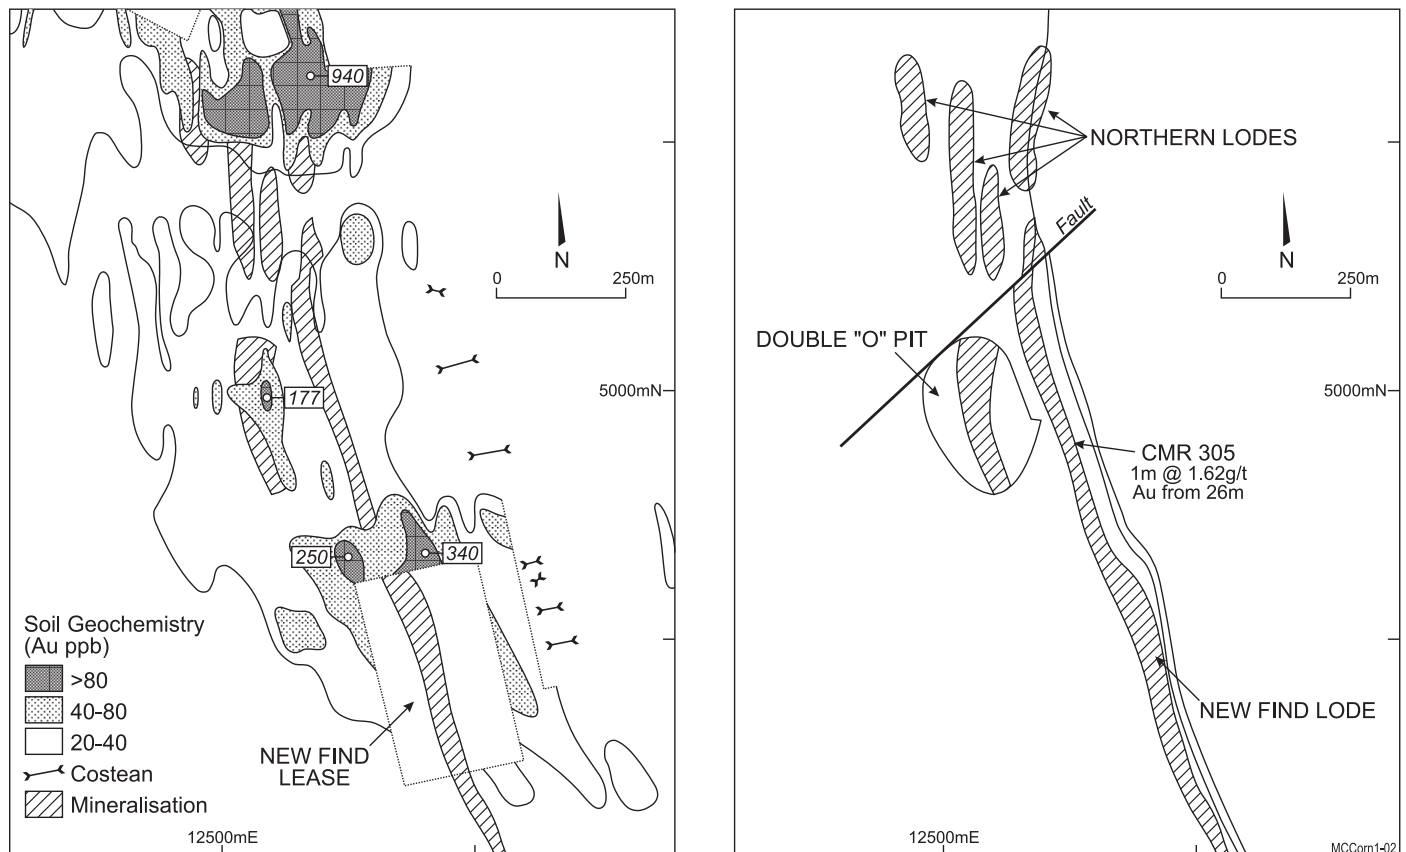 940
N
0 250m
5000mN
177
250
340
Soil Geochemistry
(Au ppb)
>80
40-80
20-40
Costean
Mineralisation
NEW FIND
LEASE
12500mE
NORTHERN LODES
Fault
N
0 250m
DOUBLE "O" PIT
5000mN
CMR 305
1m @ 1.62g/t
Au from 26m
NEW FIND LODE
12500mE
MCCorn1-02